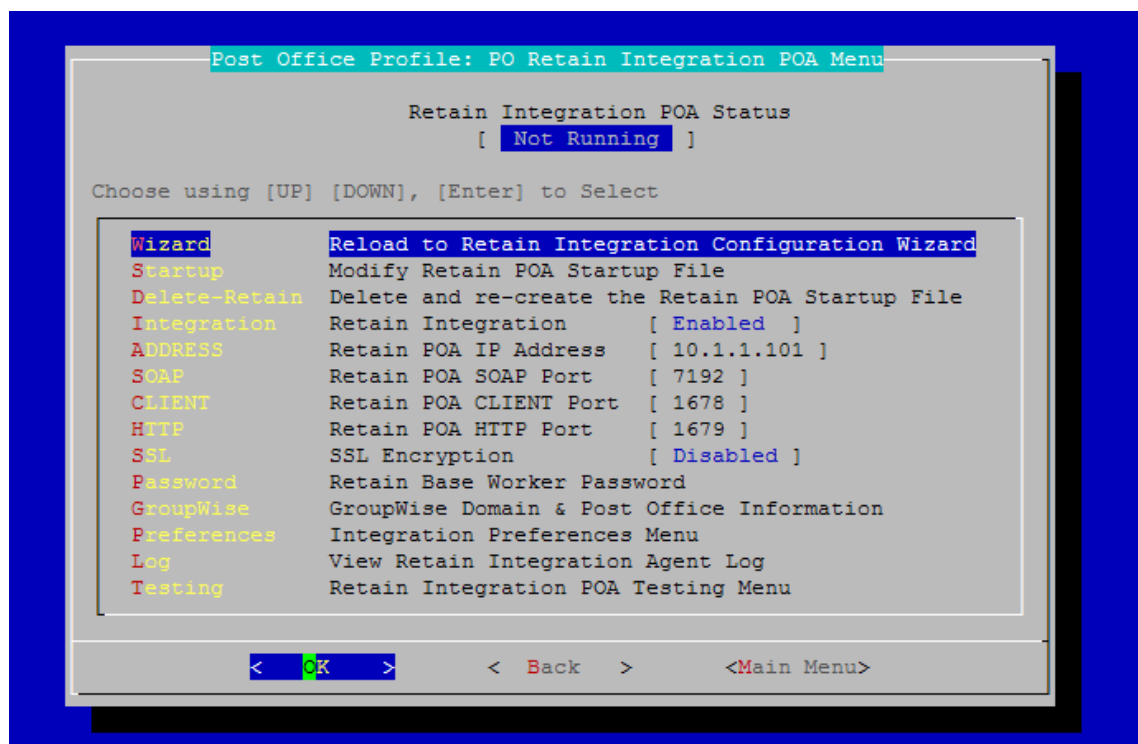 Post Office Profile: PO Retain Integration POA Menu
Retain Integration POA Status
[ Not Running ]
Choose using [UP] [DOWN], [Enter] to Select
Wizard Reload to Retain Integration Configuration Wizard
Startup Modify Retain POA Startup File
Delete-Retain Delete and re-create the Retain POA Startup File
Integration Retain Integration [ Enabled ]
ADDRESS Retain POA IP Address [ 10.1.1.101 ]
SOAP Retain POA SOAP Port [ 7192 ]
CLIENT Retain POA CLIENT Port [ 1678 ]
HTTP Retain POA HTTP Port [ 1679 ]
SSL SSL Encryption [ Disabled ]
Password Retain Base Worker Password
GroupWise GroupWise Domain & Post Office Information
Preferences Integration Preferences Menu
Log View Retain Integration Agent Log
Testing Retain Integration POA Testing Menu
< OK > < Back > <Main Menu>